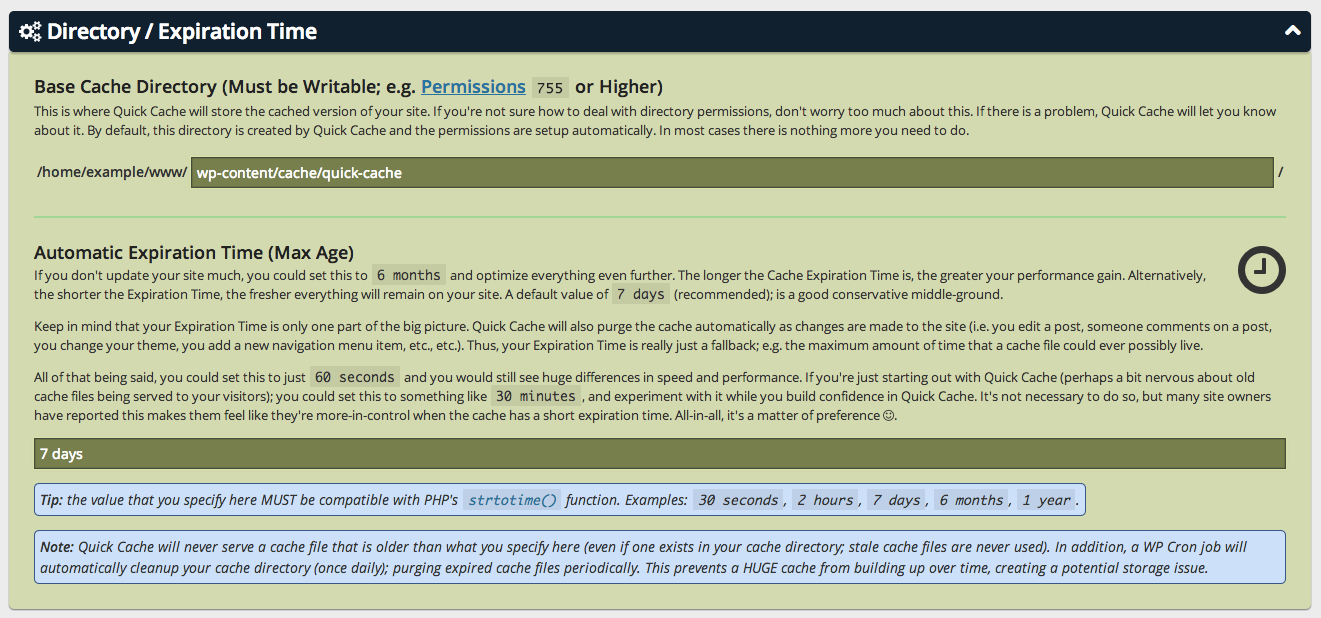 Directory / Expiration Time
Base Cache Directory (Must be Writable; e.g. Permissions 755 or Higher)
This is where Quick Cache will store the cached version of your site. If you're not sure how to deal with directory permissions, don't worry too much about this. If there is a problem, Quick Cache will let you know
about it. By default, this directory is created by Quick Cache and the permissions are setup automatically. In most cases there is nothing more you need to do.
/home/example/www/ wp-content/cache/quick-cache /
Automatic Expiration Time (Max Age)
If you don't update your site much, you could set this to 6 months and optimize everything even further. The longer the Cache Expiration Time is, the greater your performance gain. Alternatively,
the shorter the Expiration Time, the fresher everything will remain on your site. A default value of 7 days (recommended); is a good conservative middle-ground.
Keep in mind that your Expiration Time is only one part of the big picture. Quick Cache will also purge the cache automatically as changes are made to the site (i.e. you edit a post, someone comments on a post,
you change your theme, you add a new navigation menu item, etc., etc.). Thus, your Expiration Time is really just a fallback; e.g. the maximum amount of time that a cache file could ever possibly live.
All of that being said, you could set this to just 60 seconds and you would still see huge differences in speed and performance. If you're just starting out with Quick Cache (perhaps a bit nervous about old
cache files being served to your visitors); you could set this to something like 30 minutes, and experiment with it while you build confidence in Quick Cache. It's not necessary to do so, but many site owners
have reported this makes them feel like they're more-in-control when the cache has a short expiration time. All-in-all, it's a matter of preference ☺.
7 days
Tip: the value that you specify here MUST be compatible with PHP's strtotime() function. Examples: 30 seconds, 2 hours, 7 days, 6 months, 1 year.
Note: Quick Cache will never serve a cache file that is older than what you specify here (even if one exists in your cache directory; stale cache files are never used). In addition, a WP Cron job will
automatically cleanup your cache directory (once daily); purging expired cache files periodically. This prevents a HUGE cache from building up over time, creating a potential storage issue.